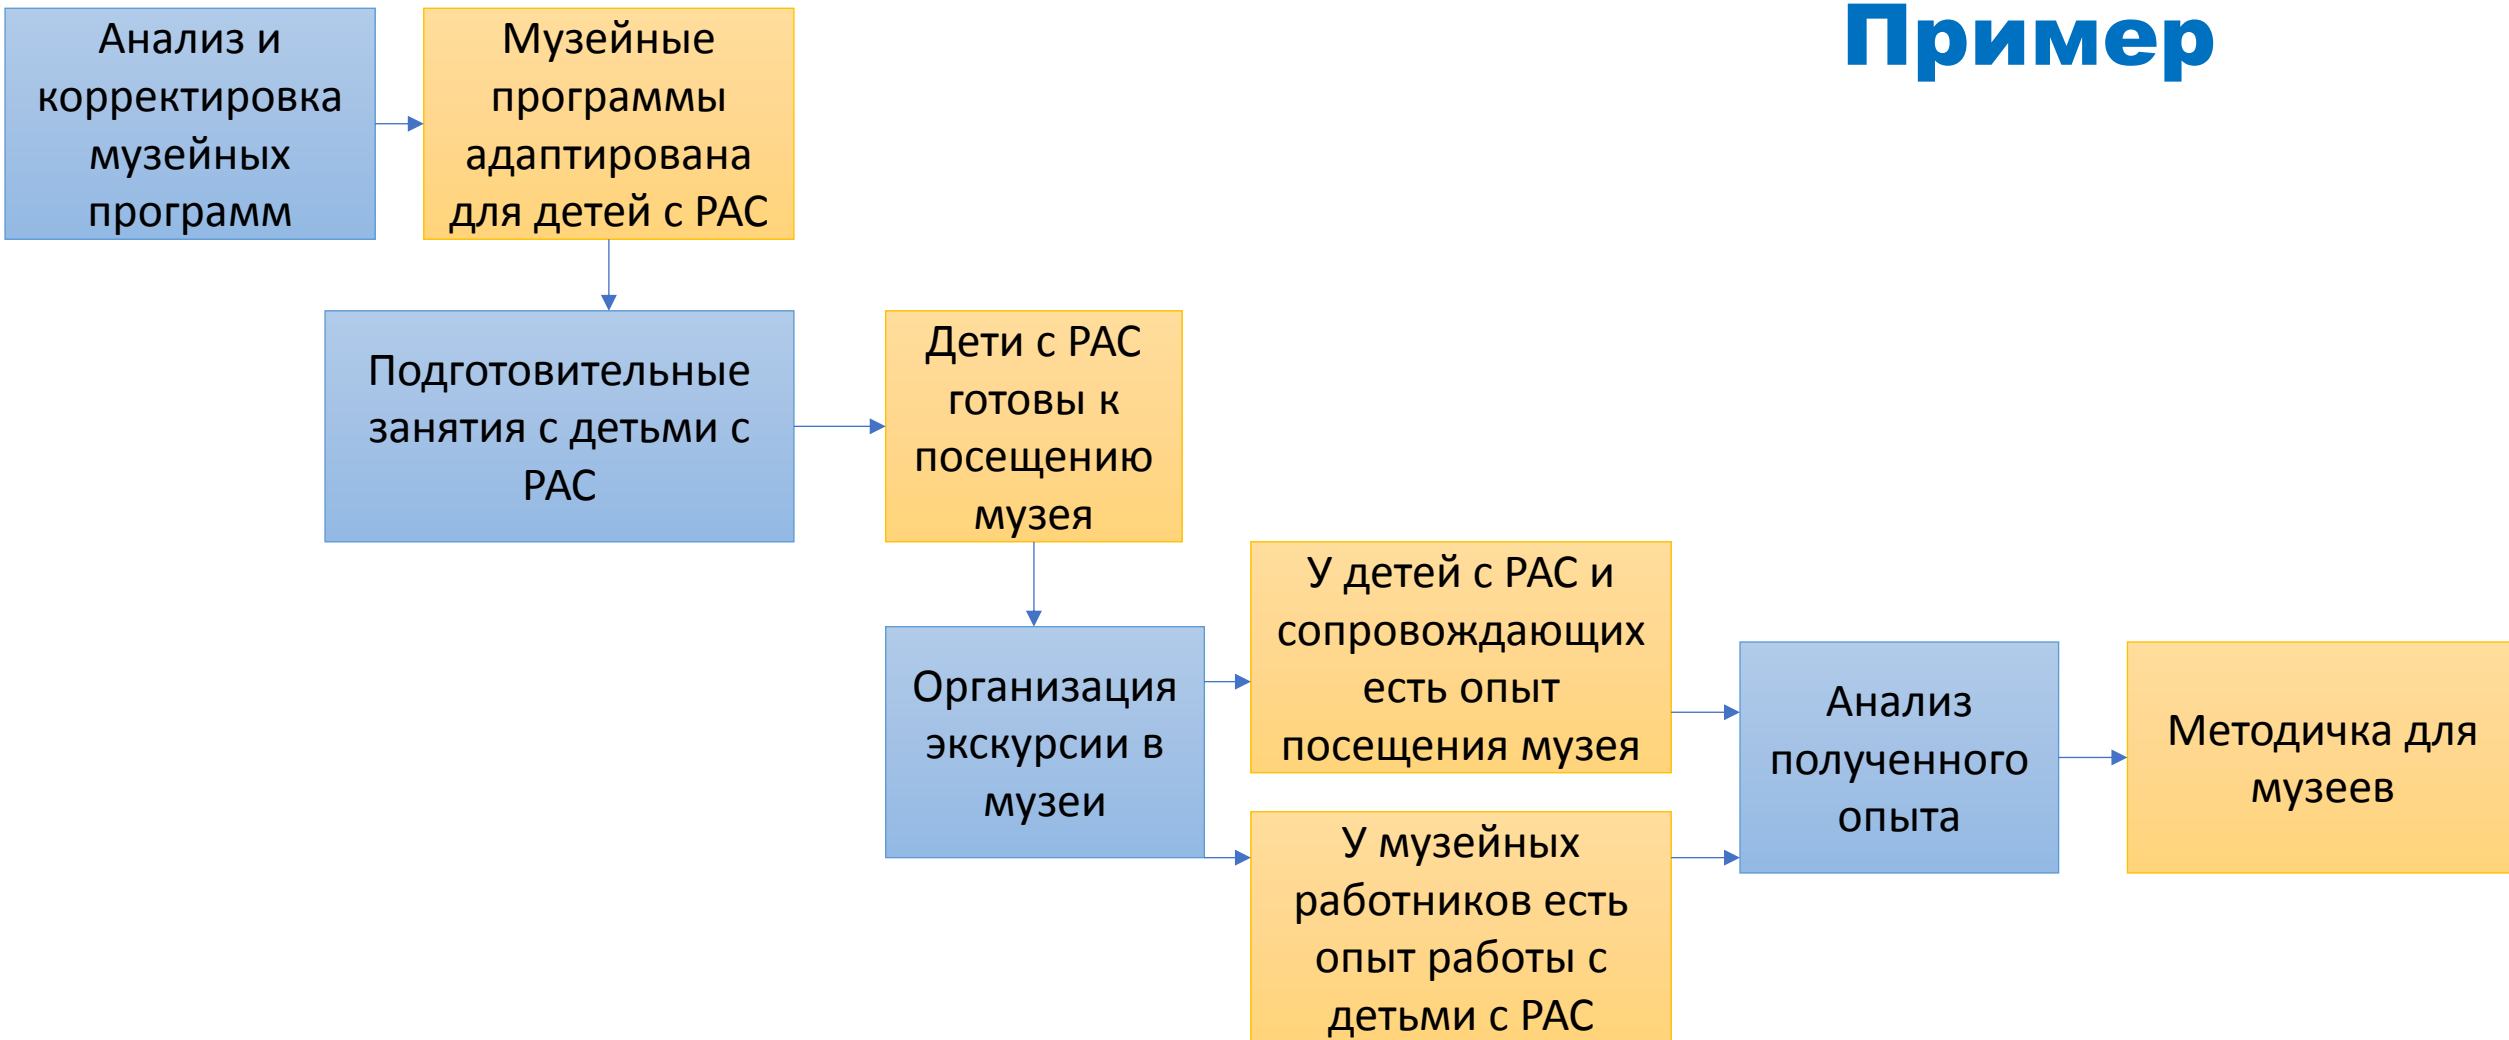 Пример
Анализ и
корректировка
музейных
программ
Музейные
программы
адаптирована
для детей с РАС
Подготовительные
занятия с детьми с
РАС
Дети с РАС
готовы к
посещению
музея
Организация
экскурсии в
музеи
У детей с РАС и
сопровождающих
есть опыт
посещения музея
У музейных
работников есть
опыт работы с
детьми с РАС
Анализ
полученного
опыта
Методичка для
музеев